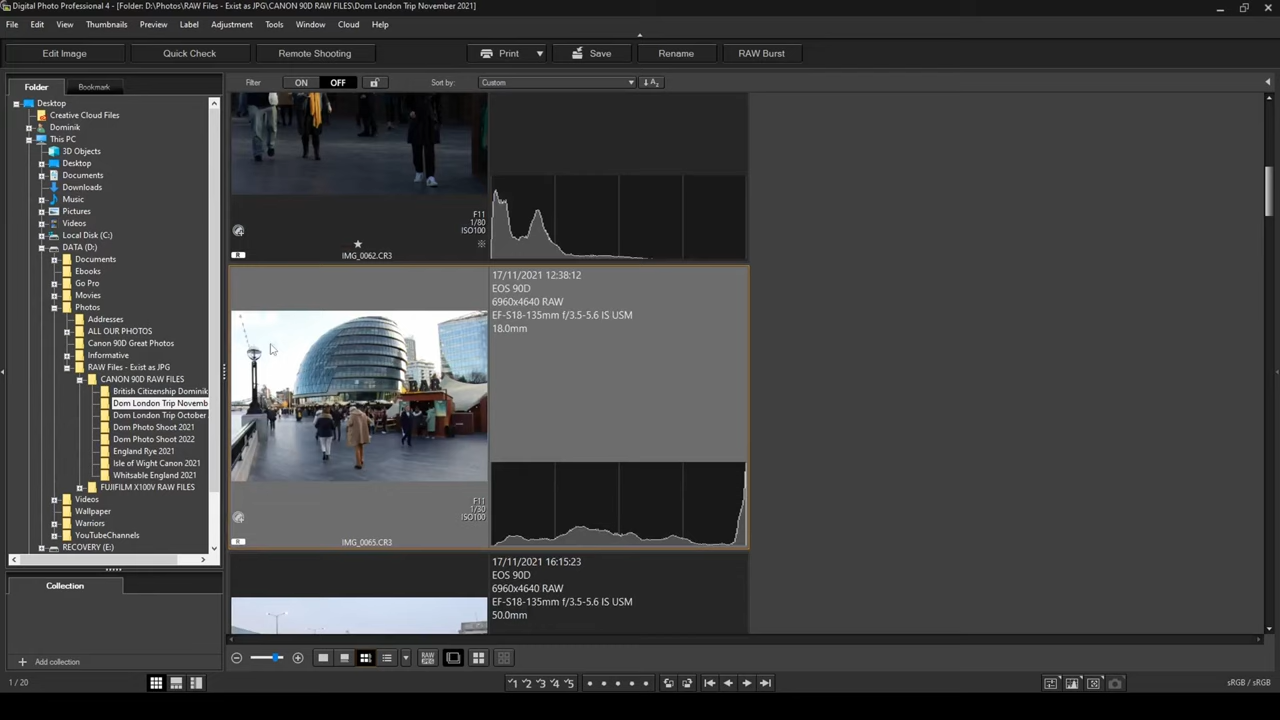 Digital Photo Professional 4 - [Folder: D:\Photos\RAW Files - Exist as JPG\CANON 90D RAW FILES\Dom London Trip November 2021]
File Edit View Thumbnails Preview Label Adjustment Tools Window Cloud Help
Edit Image Quick Check Remote Shooting Print Save Rename RAW Burst
Folder Bookmark
Filter ON OFF Sort by: Custom
Desktop
Creative Cloud Files
Dominik
This PC
3D Objects
Desktop
Documents
Downloads
Music
Pictures
Videos
Local Disk (C:)
DATA (D:)
Documents
Ebooks
Go Pro
Movies
Photos
Addresses
ALL OUR PHOTOS
Canon 90D Great Photos
Informative
RAW Files - Exist as JPG
CANON 90D RAW FILES
British Citizenship Dominik
Dom London Trip Novemb
Dom London Trip October
Dom Photo Shoot 2021
Dom Photo Shoot 2022
England Rye 2021
Isle of Wight Canon 2021
Whitsable England 2021
FUJIFILM X100V RAW FILES
Videos
Wallpaper
Warriors
YouTubeChannels
RECOVERY (E:)
Collection
Add collection
1 / 20
F11
1/80
ISO100
R
IMG_0062.CR3
17/11/2021 12:38:12
EOS 90D
6960x4640 RAW
EF-S18-135mm f/3.5-5.6 IS USM
18.0mm
BAR
F11
1/30
ISO100
R
IMG_0065.CR3
17/11/2021 16:15:23
EOS 90D
6960x4640 RAW
EF-S18-135mm f/3.5-5.6 IS USM
50.0mm
RAW
JPEG
1 2 3 4 5
sRGB / sRGB